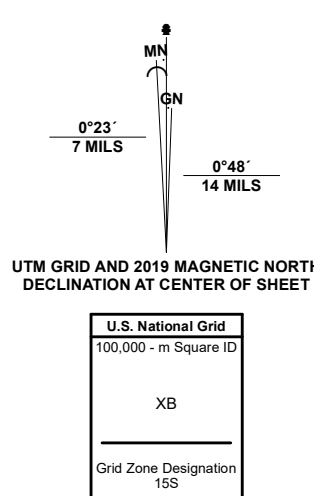 MN
GN
0°23´
7 MILS
0°48´
14 MILS
UTM GRID AND 2019 MAGNETIC NORTH
DECLINATION AT CENTER OF SHEET
U.S. National Grid
100,000 - m Square ID
XB
Grid Zone Designation
15S